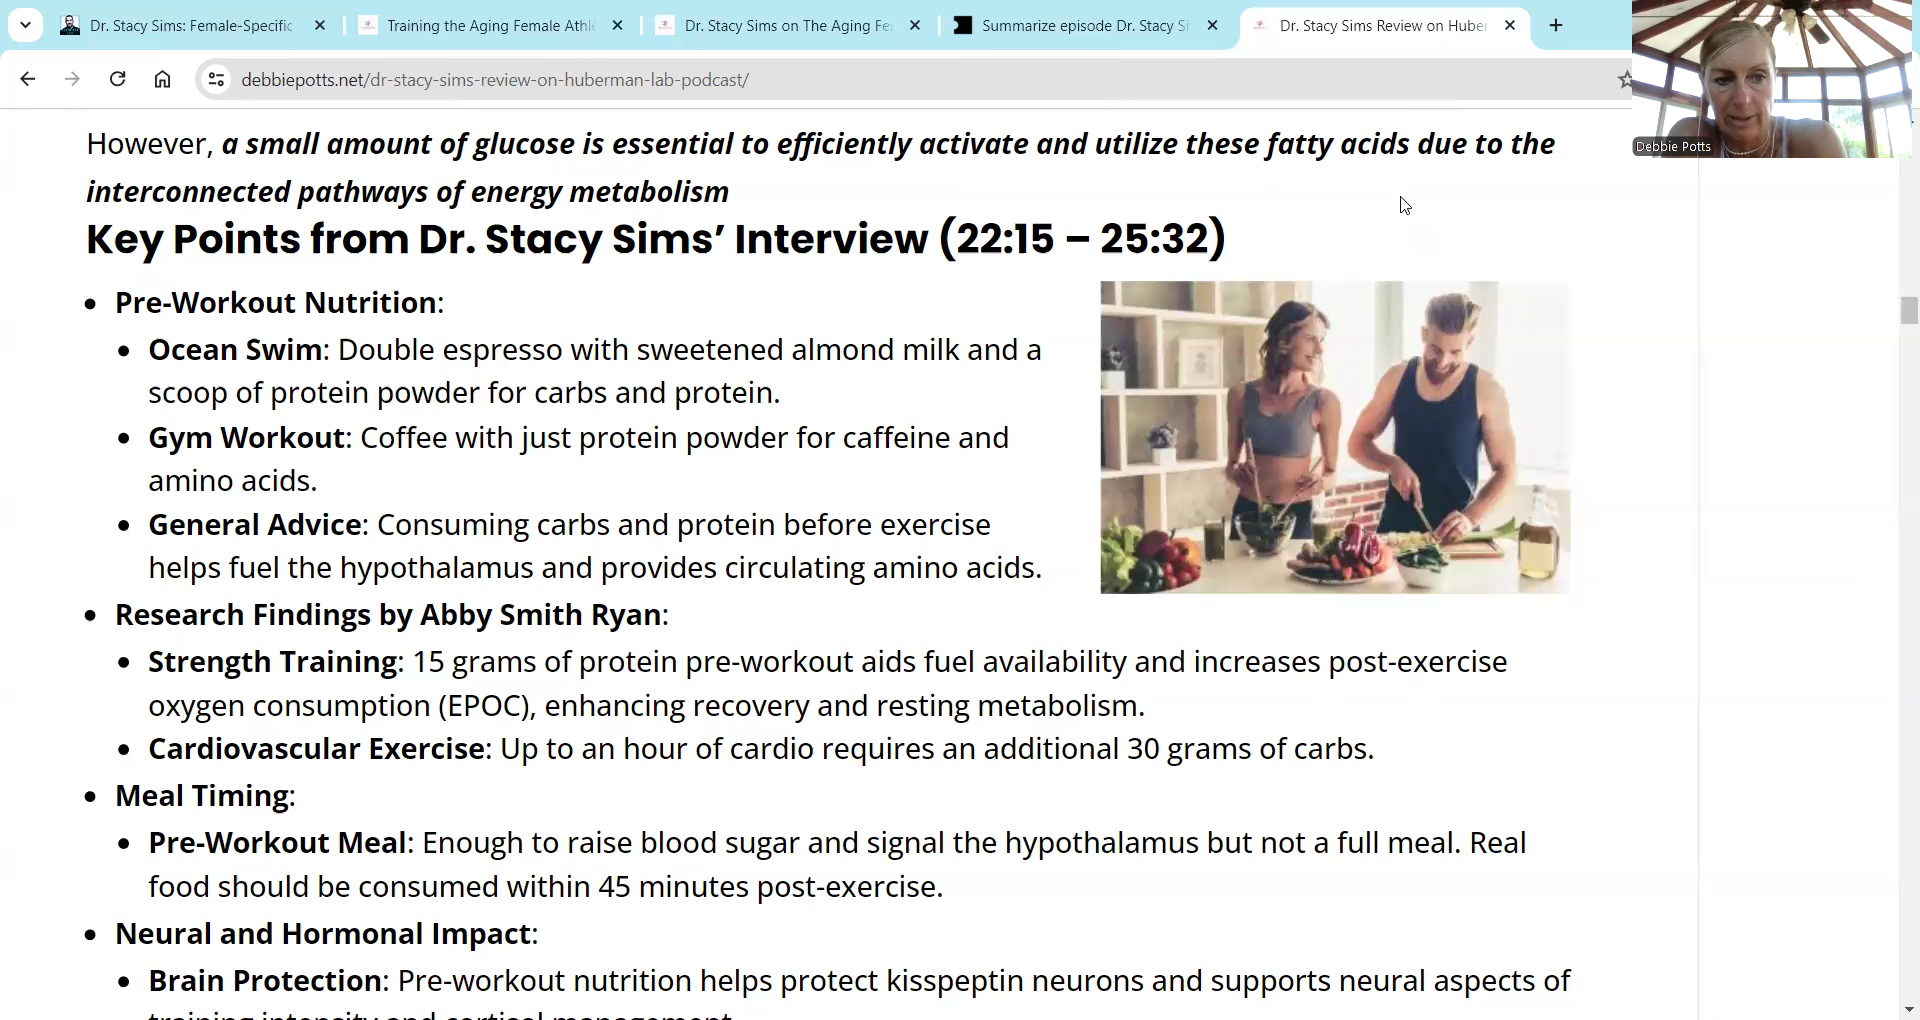 Dr. Stacy Sims: Female-Specific
Training the Aging Female Athl
Dr. Stacy Sims on The Aging Fe
Summarize episode Dr. Stacy Si
Dr. Stacy Sims Review on Huber
debbiepotts.net/dr-stacy-sims-review-on-huberman-lab-podcast/
Debbie Potts
However, a small amount of glucose is essential to efficiently activate and utilize these fatty acids due to the
interconnected pathways of energy metabolism
Key Points from Dr. Stacy Sims’ Interview (22:15 – 25:32)
• Pre-Workout Nutrition:
• Ocean Swim: Double espresso with sweetened almond milk and a
scoop of protein powder for carbs and protein.
• Gym Workout: Coffee with just protein powder for caffeine and
amino acids.
• General Advice: Consuming carbs and protein before exercise
helps fuel the hypothalamus and provides circulating amino acids.
• Research Findings by Abby Smith Ryan:
• Strength Training: 15 grams of protein pre-workout aids fuel availability and increases post-exercise
oxygen consumption (EPOC), enhancing recovery and resting metabolism.
• Cardiovascular Exercise: Up to an hour of cardio requires an additional 30 grams of carbs.
• Meal Timing:
• Pre-Workout Meal: Enough to raise blood sugar and signal the hypothalamus but not a full meal. Real
food should be consumed within 45 minutes post-exercise.
• Neural and Hormonal Impact:
• Brain Protection: Pre-workout nutrition helps protect kisspeptin neurons and supports neural aspects of
training intensity and cortisol management.